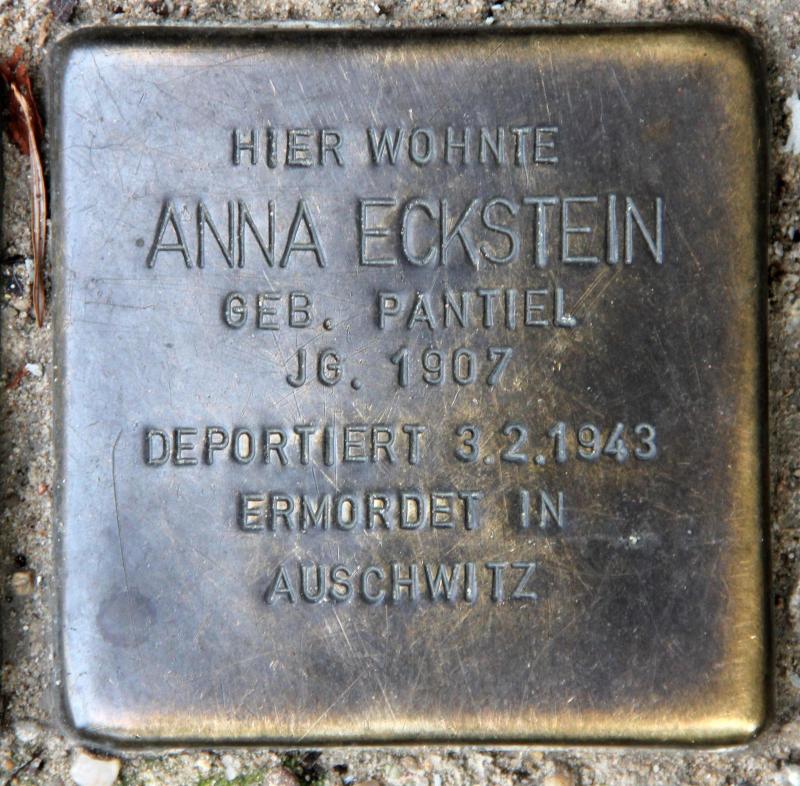 HIER WOHNTE
ANNA ECKSTEIN
GEB. PANTIEL
JG. 1907
DEPORTIERT 3.2.1943
ERMORDET IN
AUSCHWITZ